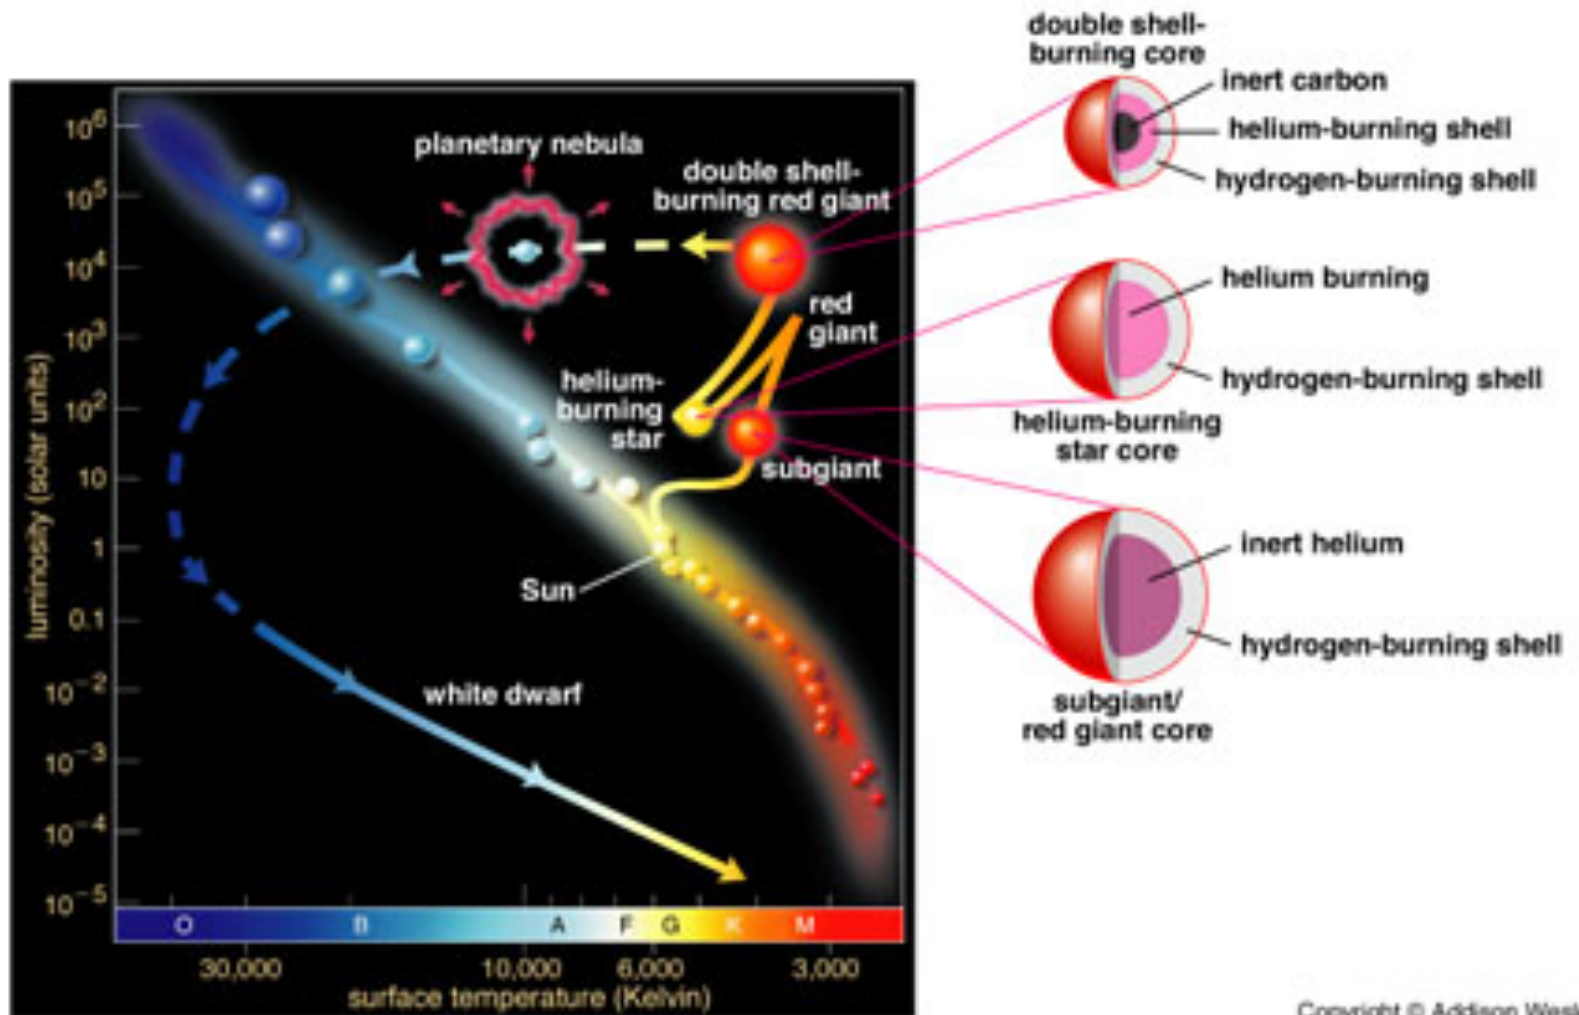 double shell-
burning core
inert carbon
helium-burning shell
hydrogen-burning shell
10⁶
planetary nebula
double shell-
burning red giant
10⁵
10⁴
helium burning
red
giant
10³
hydrogen-burning shell
helium-
burning
star
10²
helium-burning
star core
subgiant
10
inert helium
1
Sun
0.1
hydrogen-burning shell
10⁻²
white dwarf
subgiant/
red giant core
10⁻³
10⁻⁴
10⁻⁵
luminosity (solar units)
O B A F G K M
30,000 10,000 6,000 3,000
surface temperature (Kelvin)
Copyright © Addison Wesl